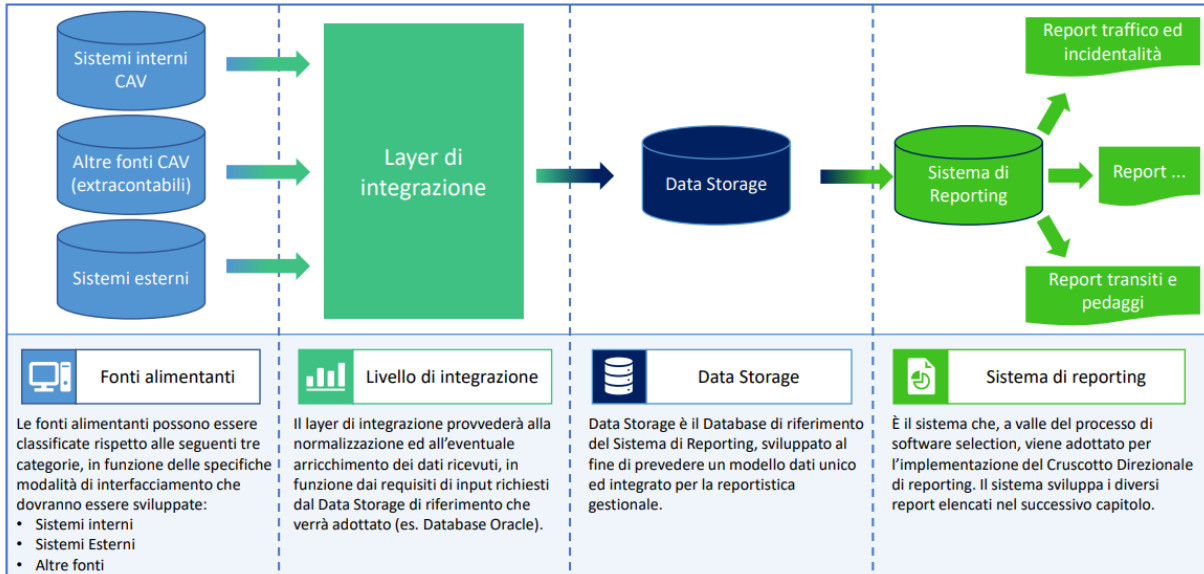 Sistemi interni
CAV
Altre fonti CAV
(extracontabili)
Sistemi esterni
Layer di
integrazione
Data Storage
Sistema di
Reporting
Report traffico ed
incidentalità
Report ...
Report transiti e
pedaggi
Fonti alimentanti
Le fonti alimentanti possono essere
classificate rispetto alle seguenti tre
categorie, in funzione delle specifiche
modalità di interfacciamento che
dovranno essere sviluppate:
• Sistemi interni
• Sistemi Esterni
• Altre fonti
Livello di integrazione
Il layer di integrazione provvederà alla
normalizzazione ed all’eventuale
arricchimento dei dati ricevuti, in
funzione dai requisiti di input richiesti
dal Data Storage di riferimento che
verrà adottato (es. Database Oracle).
Data Storage
Data Storage è il Database di riferimento
del Sistema di Reporting, sviluppato al
fine di prevedere un modello dati unico
ed integrato per la reportistica
gestionale.
Sistema di reporting
È il sistema che, a valle del processo di
software selection, viene adottato per
l’implementazione del Cruscotto Direzionale
di reporting. Il sistema sviluppa i diversi
report elencati nel successivo capitolo.